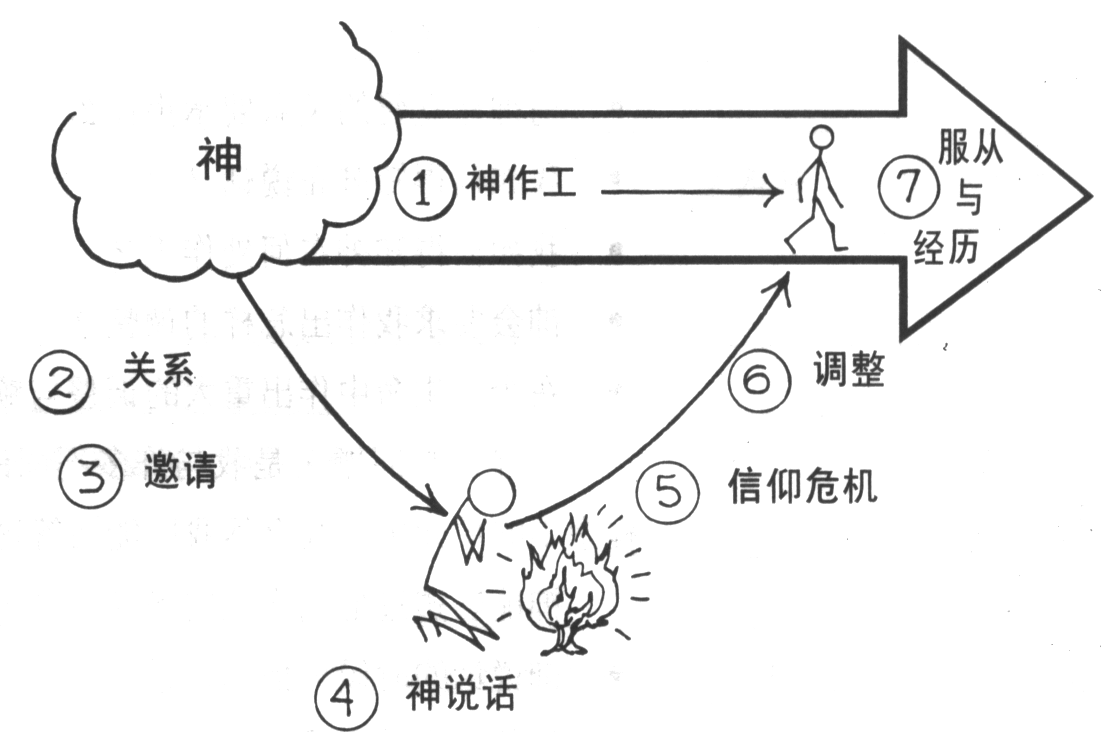 神
① 神作工
⑦ 服从
与
经历
② 关系
③ 邀请
④ 神说话
⑤ 信仰危机
⑥ 调整